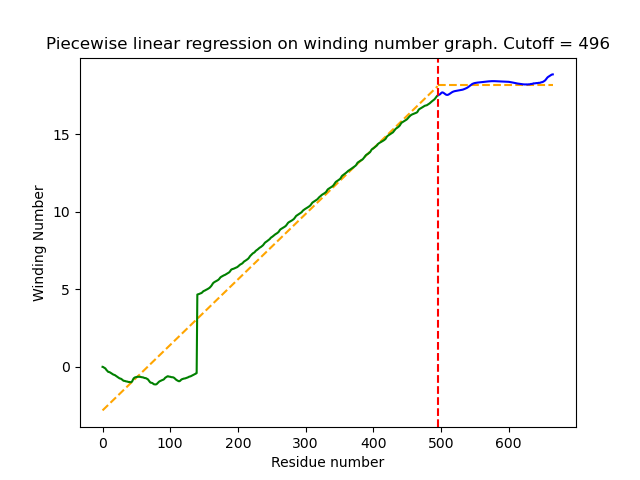 Piecewise linear regression on winding number graph. Cutoff = 496
Winding Number
15
10
5
0
0 100 200 300 400 500 600
Residue number